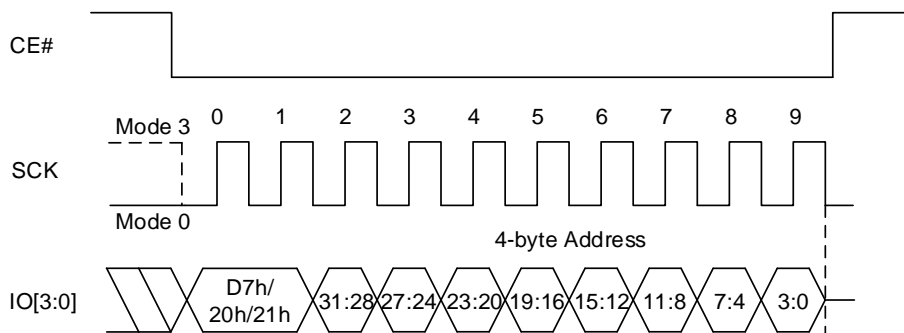 CE#
0 1 2 3 4 5 6 7 8 9
Mode 3
SCK
Mode 0
4-byte Address
IO[3:0]
D7h/
20h/21h
31:28 27:24 23:20 19:16 15:12 11:8 7:4 3:0